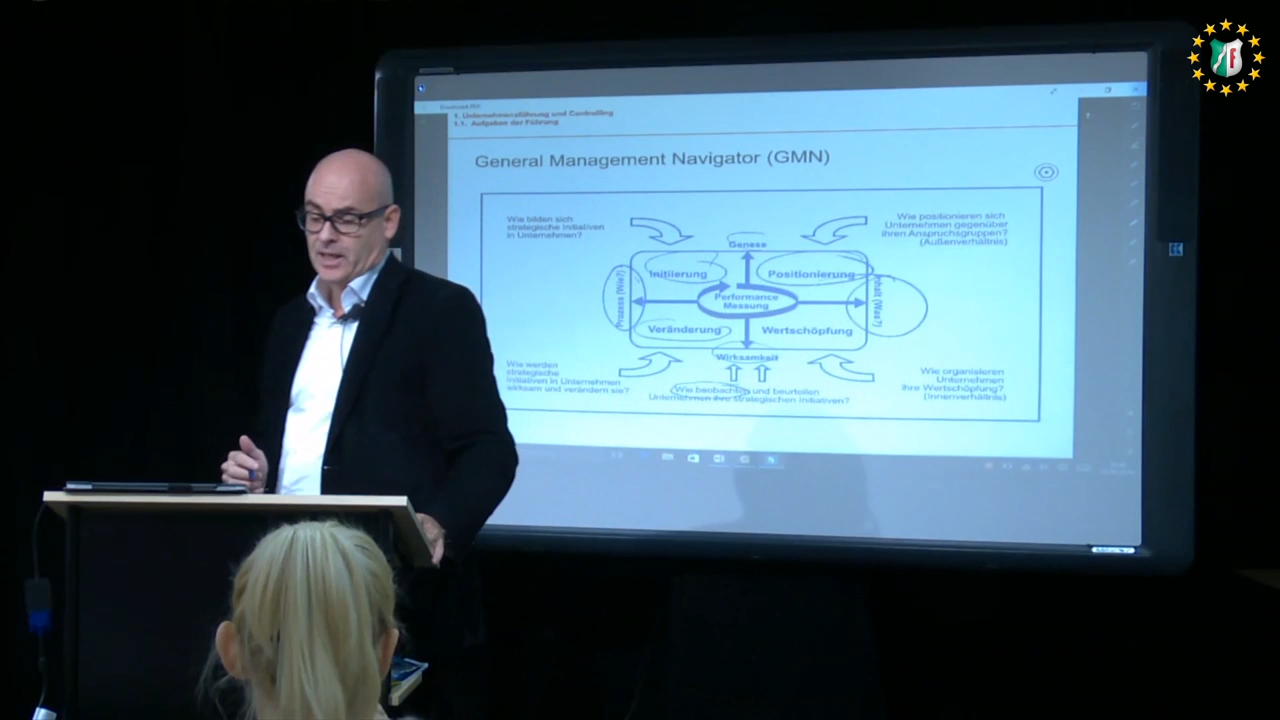 1. Unternehmensführung und Controlling
1.1. Aufgaben der Führung
General Management Navigator (GMN)
Wie bilden sich
strategische Initiativen
in Unternehmen?
Wie positionieren sich
Unternehmen gegenüber
ihren Anspruchsgruppen?
(Außenverhältnis)
Genese
Initiierung
Positionierung
Prozess (Wie?)
Performance
Messung
Inhalt (Was?)
Veränderung
Wertschöpfung
Wirksamkeit
Wie werden
strategische
Initiativen in Unternehmen
wirksam und verändern sie?
Wie beobachten und beurteilen
Unternehmen ihre strategischen Initiativen?
Wie organisieren
Unternehmen
ihre Wertschöpfung?
(Innenverhältnis)
F